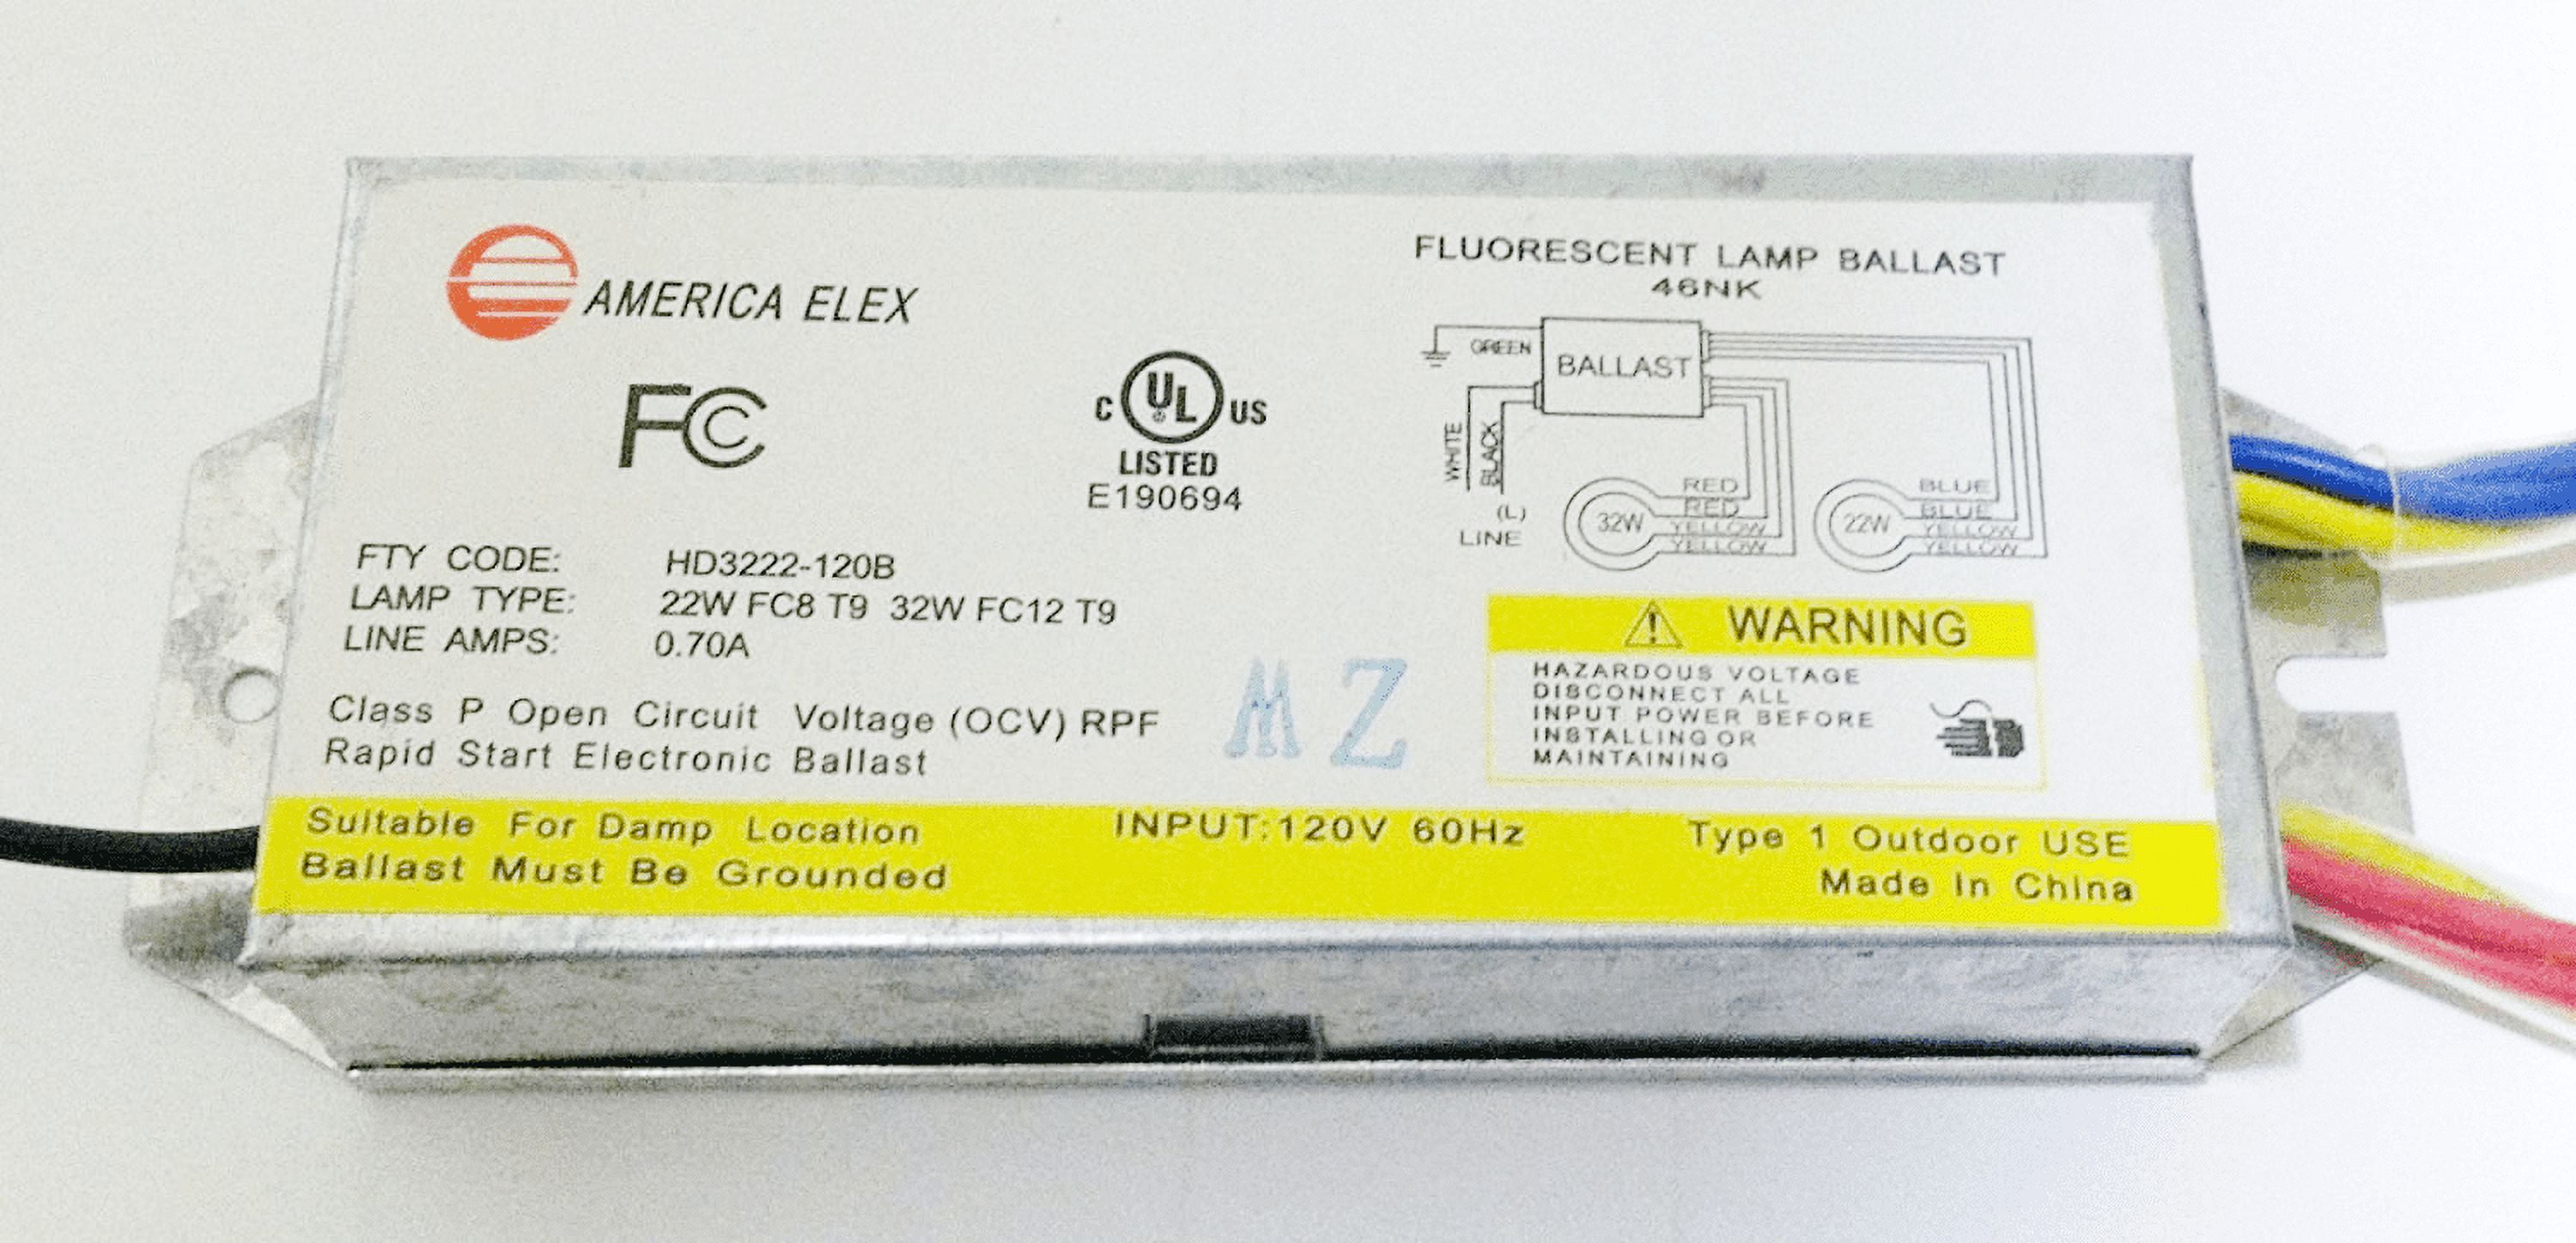 AMERICA ELEX
FC
C UL US
LISTED
E190694
FTY CODE: HD3222-120B
LAMP TYPE: 22W FC8 T9 32W FC12 T9
LINE AMPS: 0.70A
Class P Open Circuit Voltage (OCV) RPF
Rapid Start Electronic Ballast
MZ
FLUORESCENT LAMP BALLAST
46NK
GREEN
BALLAST
WHITE
BLACK
(L)
LINE
32W
RED
RED
YELLOW
YELLOW
22W
BLUE
BLUE
YELLOW
YELLOW
WARNING
HAZARDOUS VOLTAGE
DISCONNECT ALL
INPUT POWER BEFORE
INSTALLING OR
MAINTAINING
Suitable For Damp Location INPUT:120V 60Hz Type 1 Outdoor USE
Ballast Must Be Grounded Made In China